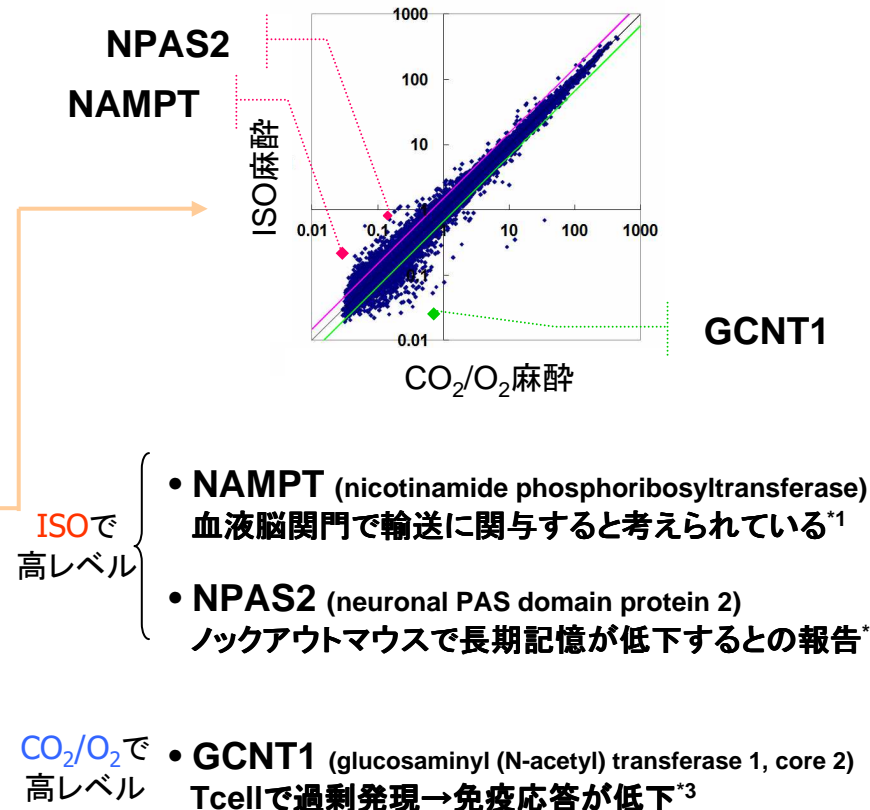 NPAS2
NAMPT
ISO麻酔
1000
100
10
1
0.01 0.1 1 10 100 1000
0.1
0.01
GCNT1
CO2/O2麻酔
ISOで
高レベル
• NAMPT (nicotinamide phosphoribosyltransferase)
血液脳関門で輸送に関与すると考えられている*1
• NPAS2 (neuronal PAS domain protein 2)
ノックアウトマウスで長期記憶が低下するとの報告*
CO2/O2で
高レベル
• GCNT1 (glucosaminyl (N-acetyl) transferase 1, core 2)
Tcellで過剰発現→免疫応答が低下*3